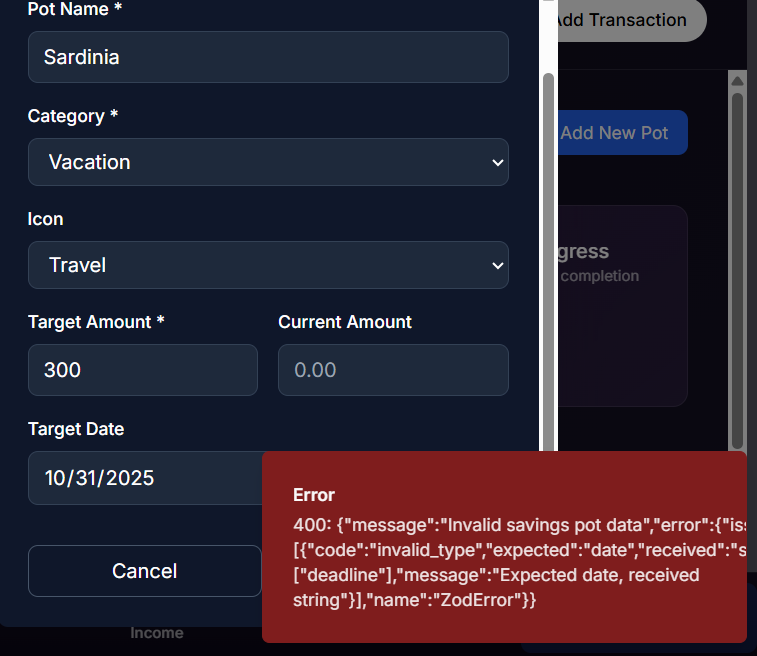 Pot Name *
Add Transaction
Sardinia
Category *
Add New Pot
Vacation
Icon
gress
completion
Travel
Target Amount *
Current Amount
300
0.00
Target Date
10/31/2025
Error
400: {"message":"Invalid savings pot data","error":{"iss
[{"code":"invalid_type","expected":"date","received":"s
["deadline"],"message":"Expected date, received
string"}],"name":"ZodError"}}
Cancel
Income